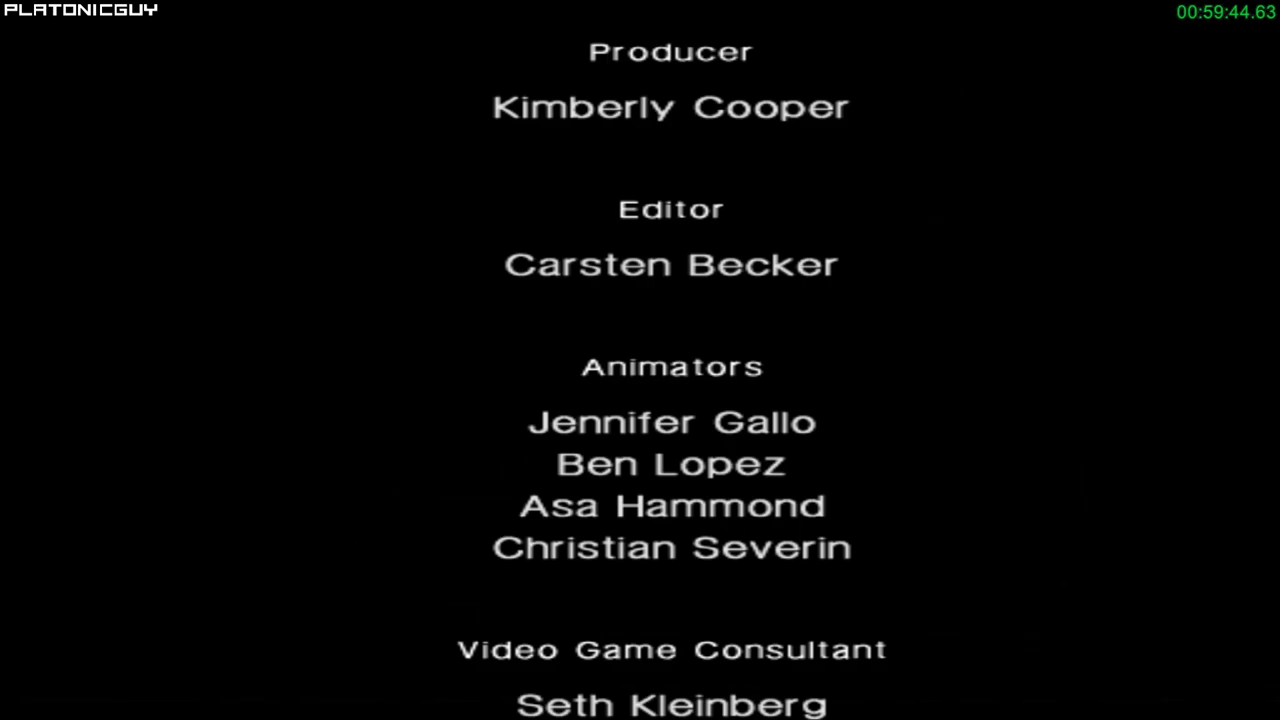 PLATONICGUY
00:59:44.63
Producer
Kimberly Cooper
Editor
Carsten Becker
Animators
Jennifer Gallo
Ben Lopez
Asa Hammond
Christian Severin
Video Game Consultant
Seth Kleinberg